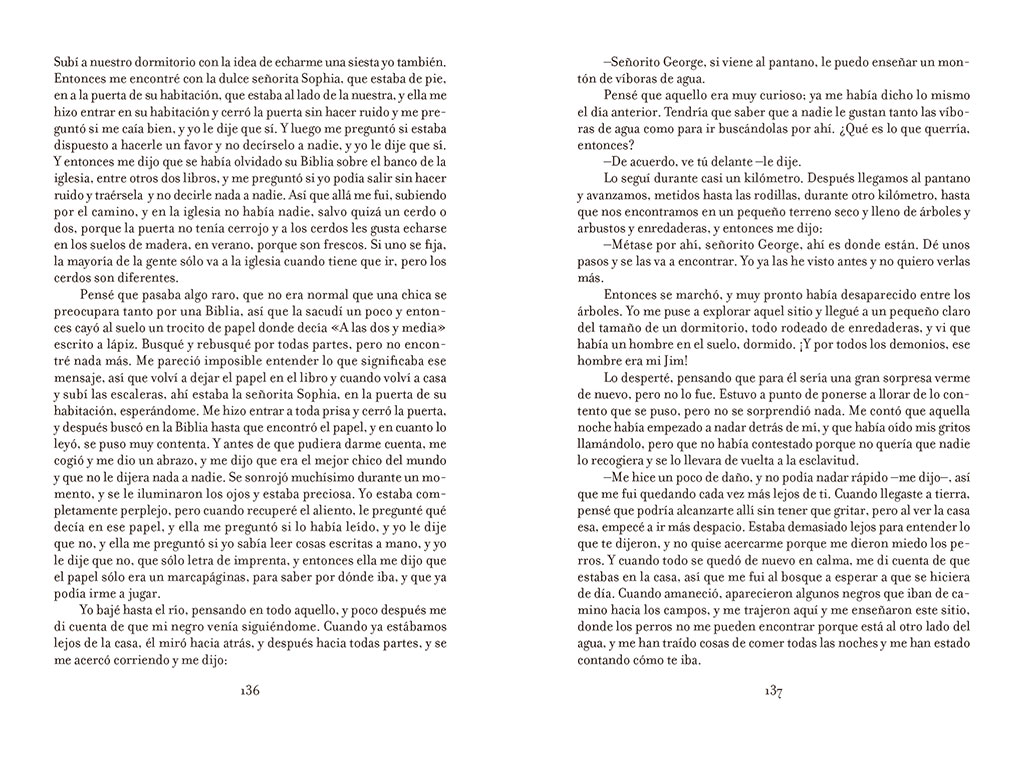 Subí a nuestro dormitorio con la idea de echarme una siesta yo también.
Entonces me encontré con la dulce señorita Sophia, que estaba de pie,
en a la puerta de su habitación, que estaba al lado de la nuestra, y ella me
hizo entrar en su habitación y cerró la puerta sin hacer ruido y me pre-
guntó si me caía bien, y yo le dije que sí. Y luego me preguntó si estaba
dispuesto a hacerle un favor y no decírselo a nadie, y yo le dije que sí.
Y entonces me dijo que se había olvidado su Biblia sobre el banco de la
iglesia, entre otros dos libros, y me preguntó si yo podía salir sin hacer
ruido y traérsela y no decirle nada a nadie. Así que allá me fui, subiendo
por el camino, y en la iglesia no había nadie, salvo quizá un cerdo o
dos, porque la puerta no tenía cerrojo y a los cerdos les gusta echarse
en los suelos de madera, en verano, porque son frescos. Si uno se fija,
la mayoría de la gente sólo va a la iglesia cuando tiene que ir, pero los
cerdos son diferentes.
Pensé que pasaba algo raro, que no era normal que una chica se
preocupara tanto por una Biblia, así que la sacudí un poco y enton-
ces cayó al suelo un trocito de papel donde decía «A las dos y media»
escrito a lápiz. Busqué y rebusqué por todas partes, pero no encon-
tré nada más. Me pareció imposible entender lo que significaba ese
mensaje, así que volví a dejar el papel en el libro y cuando volví a casa
y subí las escaleras, ahí estaba la señorita Sophia, en la puerta de su
habitación, esperándome. Me hizo entrar a toda prisa y cerró la puerta,
y después buscó en la Biblia hasta que encontró el papel, y en cuanto lo
leyó, se puso muy contenta. Y antes de que pudiera darme cuenta, me
cogió y me dio un abrazo, y me dijo que era el mejor chico del mundo
y que no le dijera nada a nadie. Se sonrojó muchísimo durante un mo-
mento, y se le iluminaron los ojos y estaba preciosa. Yo estaba com-
pletamente perplejo, pero cuando recuperé el aliento, le pregunté qué
decía en ese papel, y ella me preguntó si lo había leído, y yo le dije
que no, y ella me preguntó si yo sabía leer cosas escritas a mano, y yo
le dije que no, que sólo letra de imprenta, y entonces ella me dijo que
el papel sólo era un marcapáginas, para saber por dónde iba, y que ya
podía irme a jugar.
Yo bajé hasta el río, pensando en todo aquello, y poco después me
di cuenta de que mi negro venía siguiéndome. Cuando ya estábamos
lejos de la casa, él miró hacia atrás, y después hacia todas partes, y se
me acercó corriendo y me dijo:
136
—Señorito George, si viene al pantano, le puedo enseñar un mon-
tón de víboras de agua.
Pensé que aquello era muy curioso; ya me había dicho lo mismo
el día anterior. Tendría que saber que a nadie le gustan tanto las víbo-
ras de agua como para ir buscándolas por ahí. ¿Qué es lo que querría,
entonces?
—De acuerdo, ve tú delante —le dije.
Lo seguí durante casi un kilómetro. Después llegamos al pantano
y avanzamos, metidos hasta las rodillas, durante otro kilómetro, hasta
que nos encontramos en un pequeño terreno seco y lleno de árboles y
arbustos y enredaderas, y entonces me dijo:
—Métase por ahí, señorito George, ahí es donde están. Dé unos
pasos y se las va a encontrar. Yo ya las he visto antes y no quiero verlas
más.
Entonces se marchó, y muy pronto había desaparecido entre los
árboles. Yo me puse a explorar aquel sitio y llegué a un pequeño claro
del tamaño de un dormitorio, todo rodeado de enredaderas, y vi que
había un hombre en el suelo, dormido. ¡Y por todos los demonios, ese
hombre era mi Jim!
Lo desperté, pensando que para él sería una gran sorpresa verme
de nuevo, pero no lo fue. Estuvo a punto de ponerse a llorar de lo con-
tento que se puso, pero no se sorprendió nada. Me contó que aquella
noche había empezado a nadar detrás de mí, y que había oído mis gritos
llamándolo, pero que no había contestado porque no quería que nadie
lo recogiera y se lo llevara de vuelta a la esclavitud.
—Me hice un poco de daño, y no podía nadar rápido —me dijo—, así
que me fui quedando cada vez más lejos de ti. Cuando llegaste a tierra,
pensé que podría alcanzarte allí sin tener que gritar, pero al ver la casa
esa, empecé a ir más despacio. Estaba demasiado lejos para entender lo
que te dijeron, y no quise acercarme porque me dieron miedo los pe-
rros. Y cuando todo se quedó de nuevo en calma, me di cuenta de que
estabas en la casa, así que me fui al bosque a esperar a que se hiciera
de día. Cuando amaneció, aparecieron algunos negros que iban de ca-
mino hacia los campos, y me trajeron aquí y me enseñaron este sitio,
donde los perros no me pueden encontrar porque está al otro lado del
agua, y me han traído cosas de comer todas las noches y me han estado
contando cómo te iba.
137